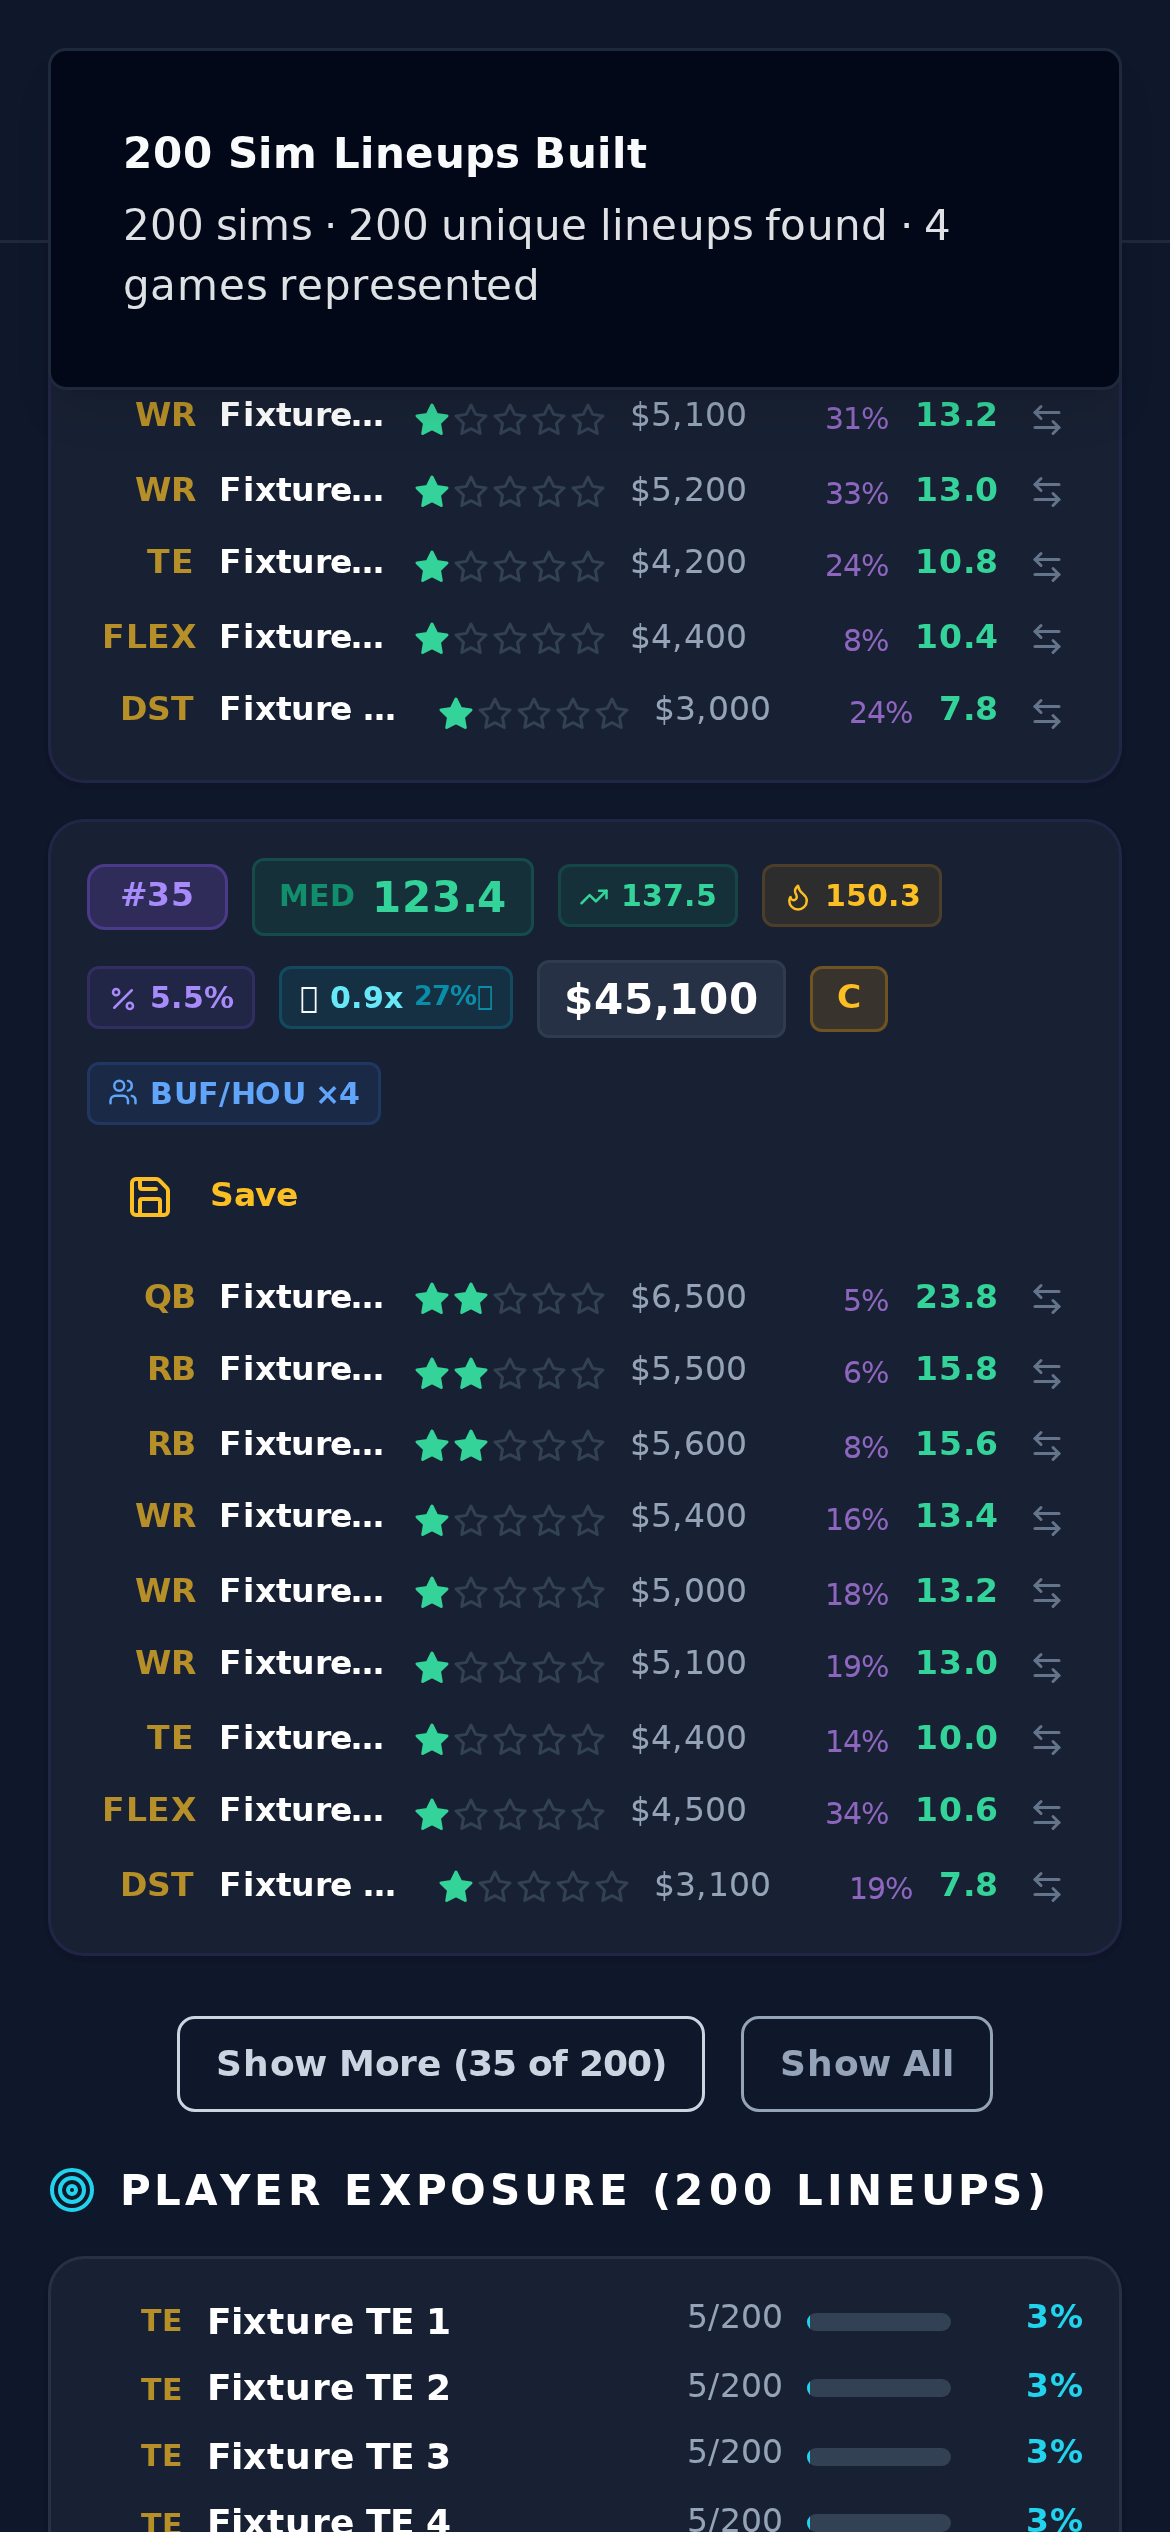 200 Sim Lineups Built
200 sims · 200 unique lineups found · 4
games represented
WR Fixture... $5,100 31% 13.2
WR Fixture... $5,200 33% 13.0
TE Fixture... $4,200 24% 10.8
FLEX Fixture... $4,400 8% 10.4
DST Fixture ... $3,000 24% 7.8
#35 MED 123.4 137.5 150.3
5.5% 0.9x 27% $45,100 C
BUF/HOU ×4
Save
QB Fixture... $6,500 5% 23.8
RB Fixture... $5,500 6% 15.8
RB Fixture... $5,600 8% 15.6
WR Fixture... $5,400 16% 13.4
WR Fixture... $5,000 18% 13.2
WR Fixture... $5,100 19% 13.0
TE Fixture... $4,400 14% 10.0
FLEX Fixture... $4,500 34% 10.6
DST Fixture ... $3,100 19% 7.8
Show More (35 of 200) Show All
PLAYER EXPOSURE (200 LINEUPS)
TE Fixture TE 1 5/200 3%
TE Fixture TE 2 5/200 3%
TE Fixture TE 3 5/200 3%
TE Fixture TE 4 5/200 3%